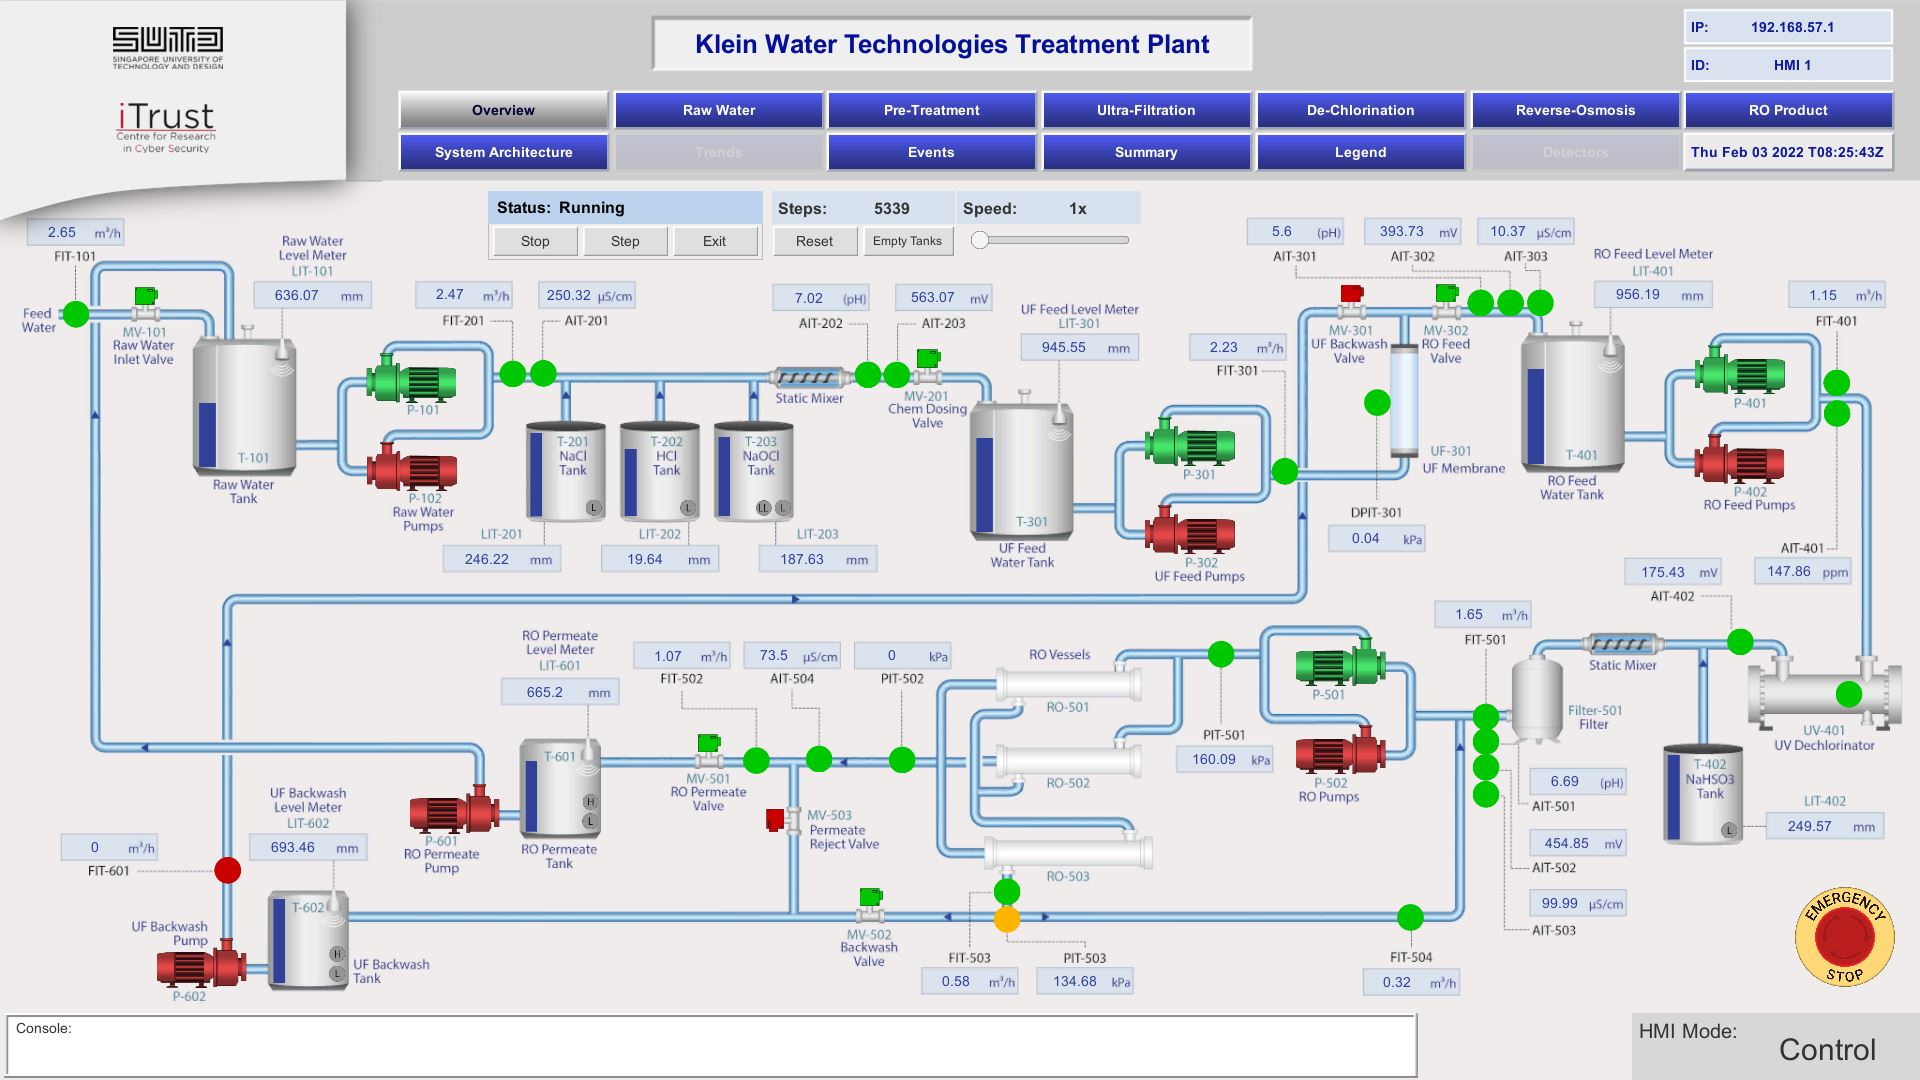 SUTD
SINGAPORE UNIVERSITY OF
TECHNOLOGY AND DESIGN
iTrust
Centre for Research
in Cyber Security
Klein Water Technologies Treatment Plant
IP: 192.168.57.1
ID: HMI 1
Overview
Raw Water
Pre-Treatment
Ultra-Filtration
De-Chlorination
Reverse-Osmosis
RO Product
System Architecture
Trends
Events
Summary
Legend
Detectors
Thu Feb 03 2022 T08:25:43Z
Status: Running
Steps: 5339
Speed: 1x
Stop
Step
Exit
Reset
Empty Tanks
2.65 m³/h
FIT-101
Feed
Water
MV-101
Raw Water
Inlet Valve
Raw Water
Level Meter
LIT-101
636.07 mm
T-101
Raw Water
Tank
P-101
P-102
Raw Water
Pumps
2.47 m³/h
FIT-201
250.32 µS/cm
AIT-201
T-201
NaCl
Tank
L
LIT-201
246.22 mm
T-202
HCl
Tank
L
LIT-202
19.64 mm
T-203
NaOCl
Tank
LL L
LIT-203
187.63 mm
Static Mixer
7.02 (pH)
AIT-202
563.07 mV
AIT-203
MV-201
Chem Dosing
Valve
UF Feed Level Meter
LIT-301
945.55 mm
T-301
UF Feed
Water Tank
P-301
P-302
UF Feed Pumps
2.23 m³/h
FIT-301
5.6 (pH)
AIT-301
393.73 mV
AIT-302
10.37 µS/cm
AIT-303
MV-301
UF Backwash
Valve
MV-302
RO Feed
Valve
UF-301
UF Membrane
DPIT-301
0.04 kPa
RO Feed Level Meter
LIT-401
956.19 mm
T-401
RO Feed
Water Tank
1.15 m³/h
FIT-401
P-401
P-402
RO Feed Pumps
AIT-401
147.86 ppm
175.43 mV
AIT-402
1.65 m³/h
FIT-501
Static Mixer
Filter-501
Filter
UV-401
UV Dechlorinator
T-402
NaHSO3
Tank
L
LIT-402
249.57 mm
6.69 (pH)
AIT-501
454.85 mV
AIT-502
99.99 µS/cm
AIT-503
P-501
P-502
RO Pumps
PIT-501
160.09 kPa
RO Vessels
RO-501
RO-502
RO-503
RO Permeate
Level Meter
LIT-601
665.2 mm
1.07 m³/h
FIT-502
73.5 µS/cm
AIT-504
0 kPa
PIT-502
T-601
H
L
RO Permeate
Tank
MV-501
RO Permeate
Valve
MV-503
Permeate
Reject Valve
P-601
RO Permeate
Pump
UF Backwash
Level Meter
LIT-602
693.46 mm
0 m³/h
FIT-601
UF Backwash
Pump
P-602
T-602
H
L
UF Backwash
Tank
MV-502
Backwash
Valve
FIT-503
0.58 m³/h
PIT-503
134.68 kPa
FIT-504
0.32 m³/h
EMERGENCY
STOP
Console:
HMI Mode:
Control